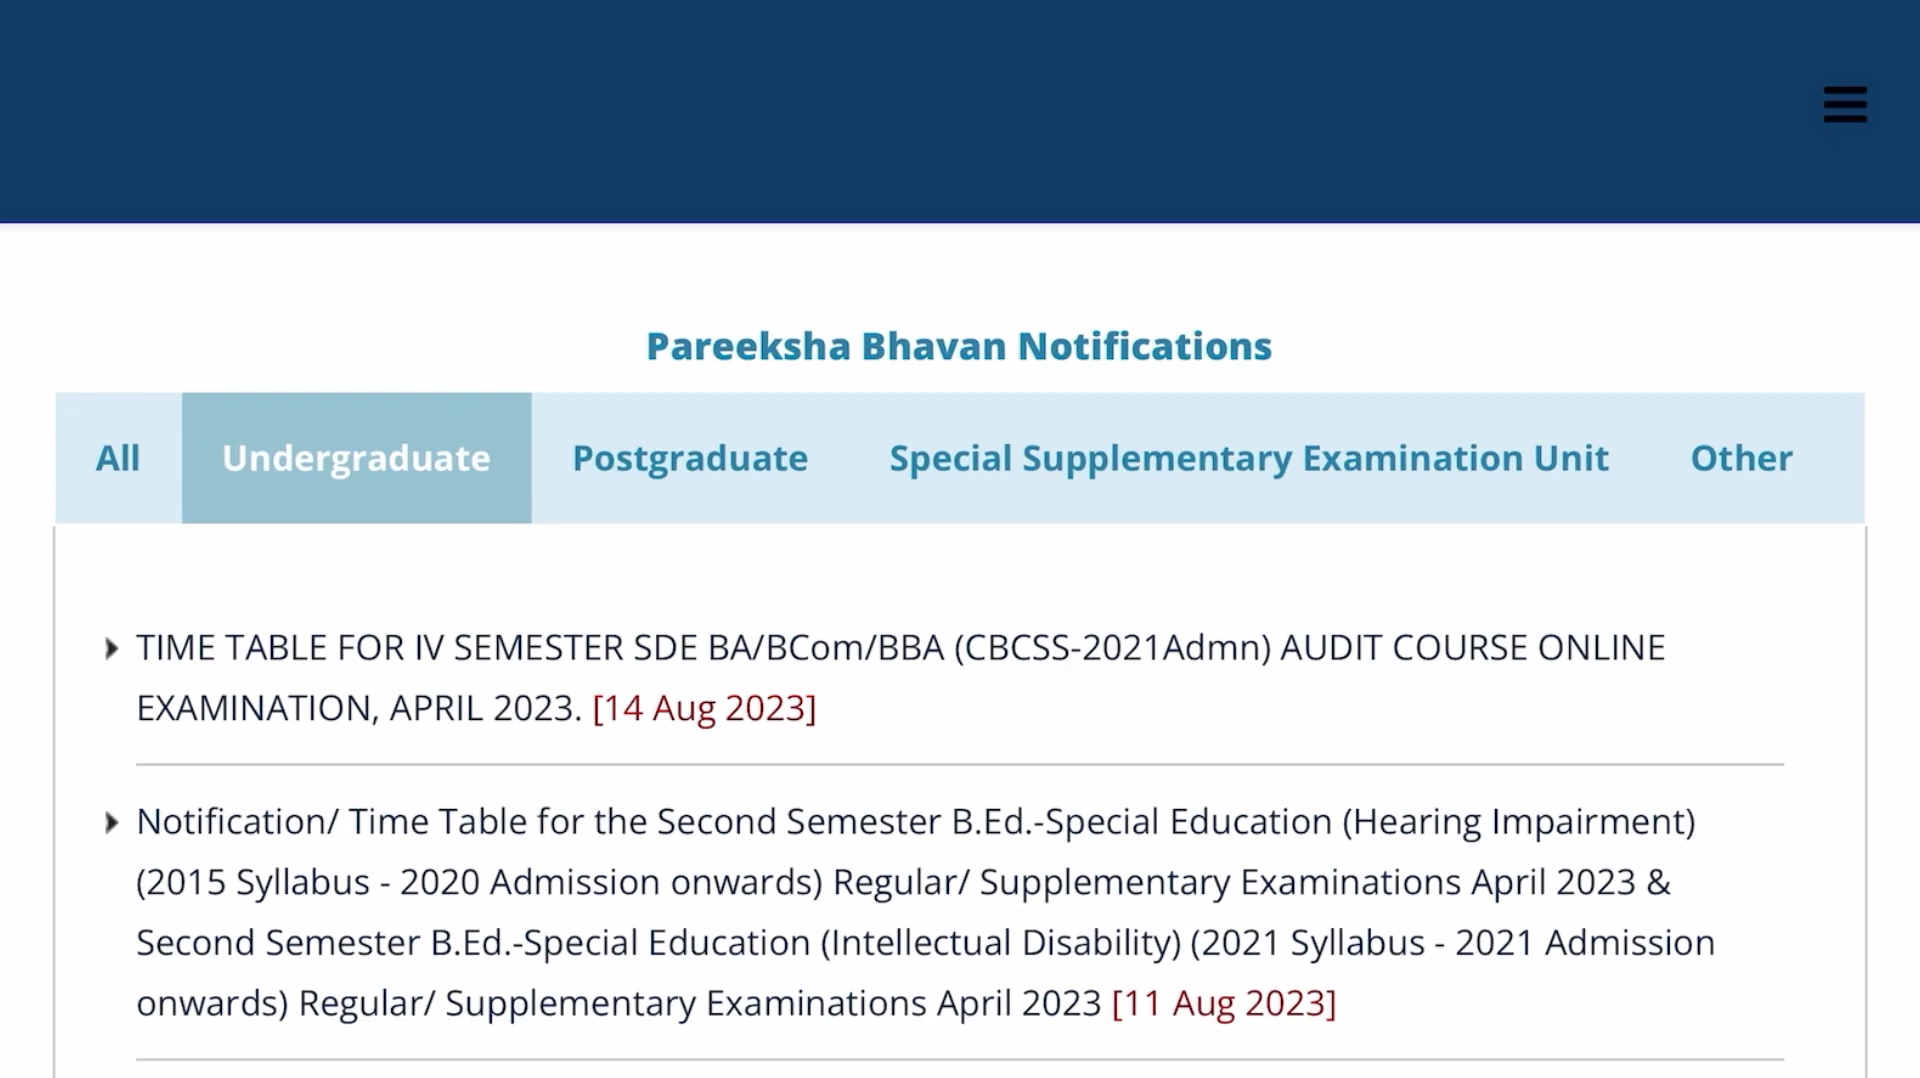 Pareeksha Bhavan Notifications
All Undergraduate Postgraduate Special Supplementary Examination Unit Other
TIME TABLE FOR IV SEMESTER SDE BA/BCom/BBA (CBCSS-2021Admn) AUDIT COURSE ONLINE
EXAMINATION, APRIL 2023. [14 Aug 2023]
Notification/ Time Table for the Second Semester B.Ed.-Special Education (Hearing Impairment)
(2015 Syllabus - 2020 Admission onwards) Regular/ Supplementary Examinations April 2023 &
Second Semester B.Ed.-Special Education (Intellectual Disability) (2021 Syllabus - 2021 Admission
onwards) Regular/ Supplementary Examinations April 2023 [11 Aug 2023]